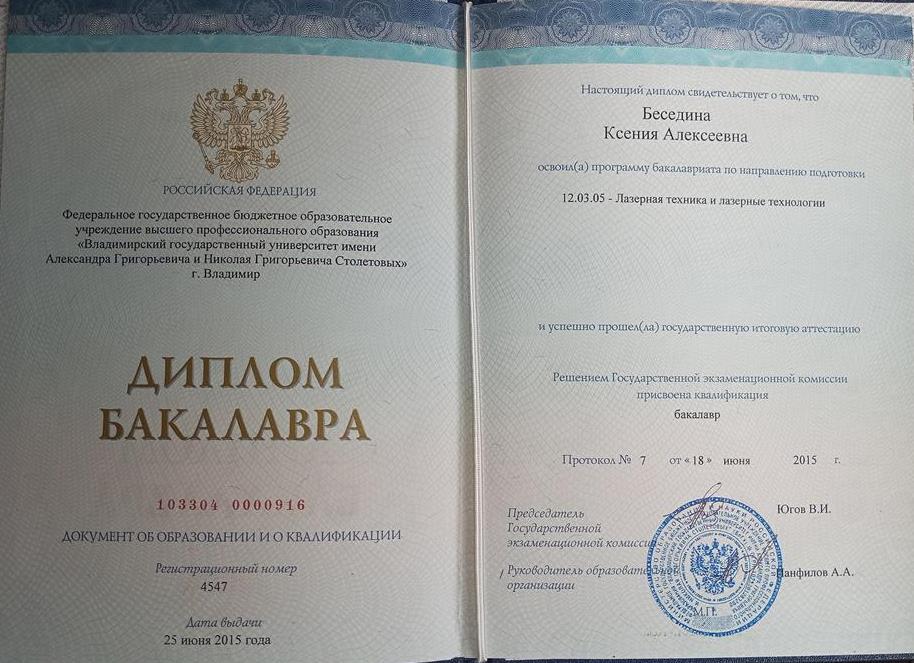 РОССИЙСКАЯ ФЕДЕРАЦИЯ
Федеральное государственное бюджетное образовательное
учреждение высшего профессионального образования
«Владимирский государственный университет имени
Александра Григорьевича и Николая Григорьевича Столетовых»
г. Владимир
ДИПЛОМ
БАКАЛАВРА
103304 0000916
ДОКУМЕНТ ОБ ОБРАЗОВАНИИ И О КВАЛИФИКАЦИИ
Регистрационный номер
4547
Дата выдачи
25 июня 2015 года
Настоящий диплом свидетельствует о том, что
Беседина
Ксения Алексеевна
освоил(а) программу бакалавриата по направлению подготовки
12.03.05 - Лазерная техника и лазерные технологии
и успешно прошел(ла) государственную итоговую аттестацию
Решением Государственной экзаменационной комиссии
присвоена квалификация
бакалавр
Протокол № 7 от « 18 » июня 2015 г.
Председатель
Государственной
экзаменационной комиссии
Югов В.И.
Руководитель образовательной
организации
Панфилов А.А.
М.П.